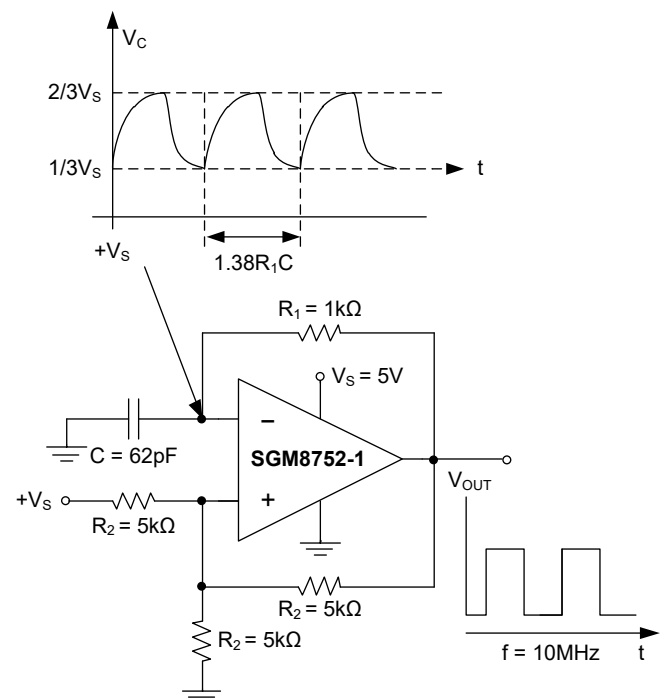 V_C
2/3V_S
1/3V_S
t
+V_S
1.38R_1C
R_1 = 1kΩ
V_S = 5V
−
SGM8752-1
+
C = 62pF
+V_S
R_2 = 5kΩ
R_2 = 5kΩ
R_2 = 5kΩ
V_OUT
f = 10MHz
t